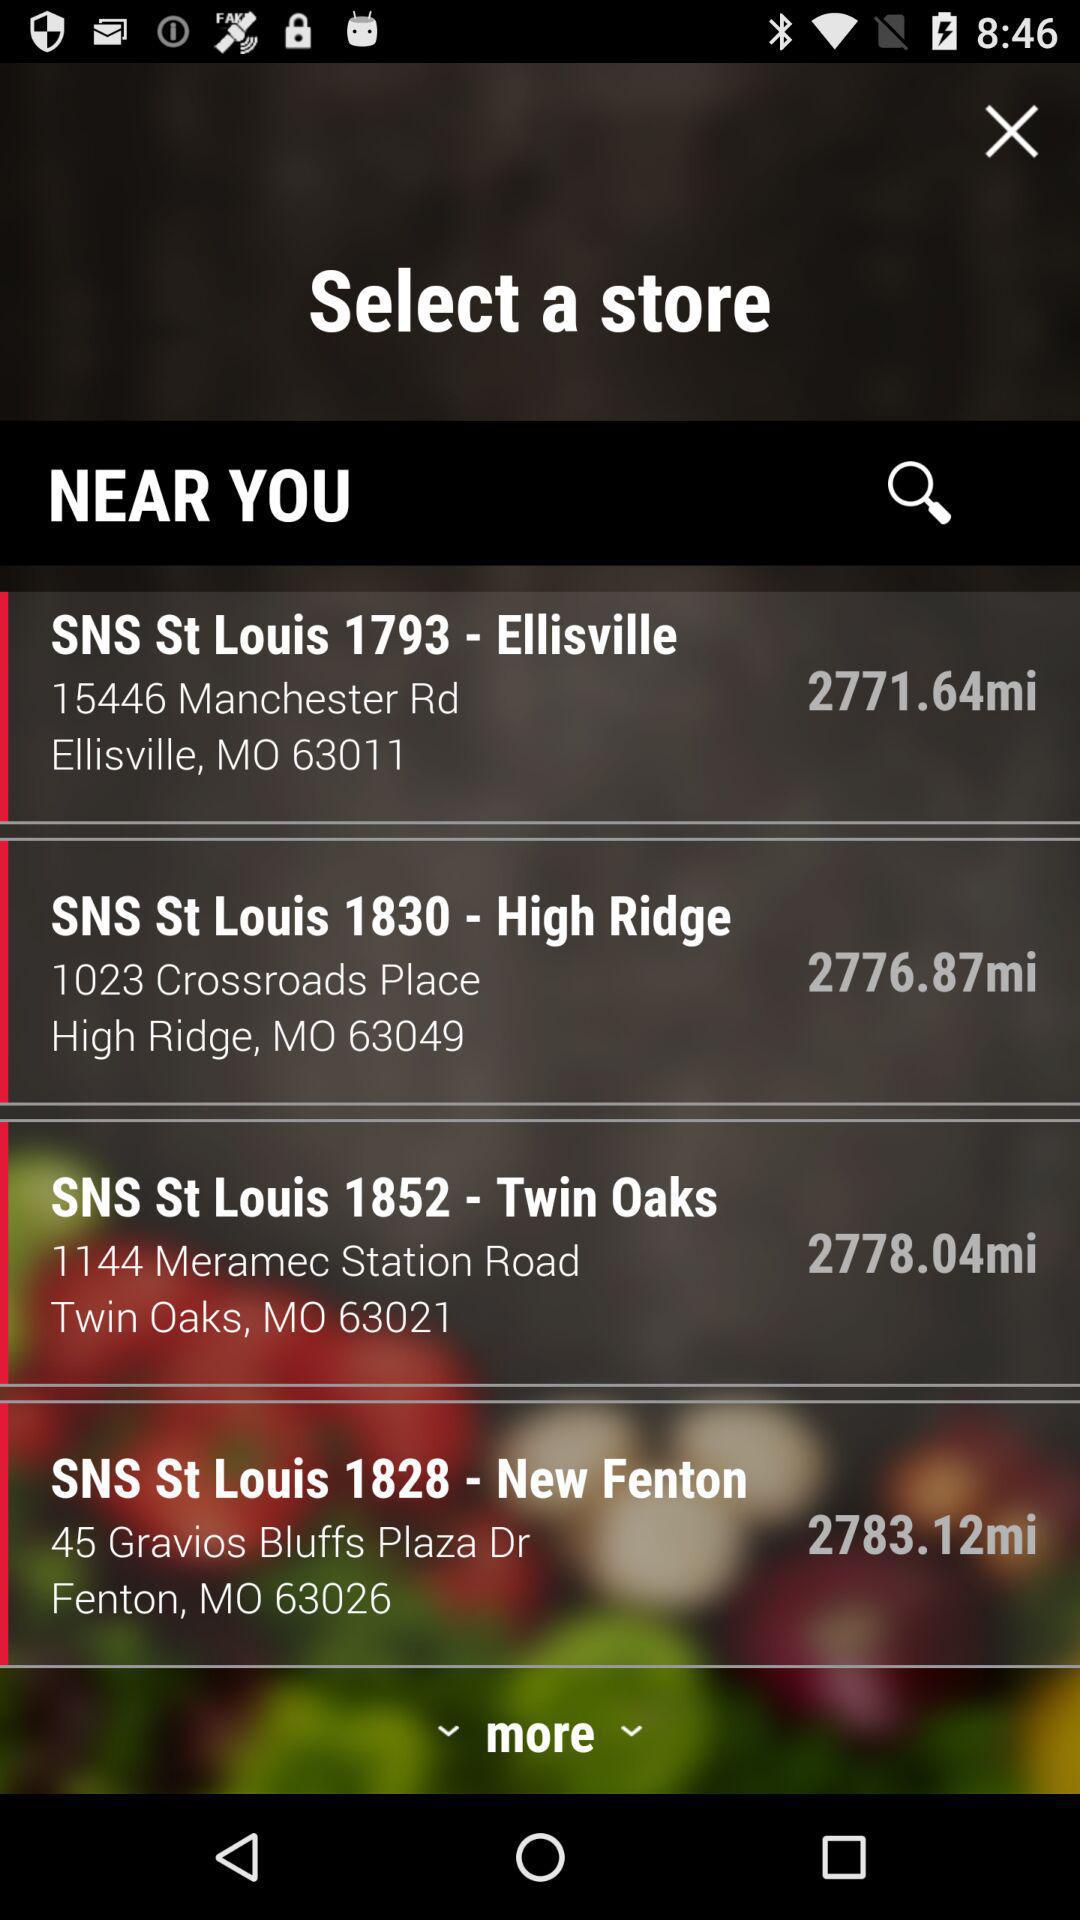 FAKE
8:46
Select a store
NEAR YOU
SNS St Louis 1793 - Ellisville
15446 Manchester Rd
Ellisville, MO 63011
2771.64mi
SNS St Louis 1830 - High Ridge
1023 Crossroads Place
High Ridge, MO 63049
2776.87mi
SNS St Louis 1852 - Twin Oaks
1144 Meramec Station Road
Twin Oaks, MO 63021
2778.04mi
SNS St Louis 1828 - New Fenton
45 Gravios Bluffs Plaza Dr
Fenton, MO 63026
2783.12mi
more